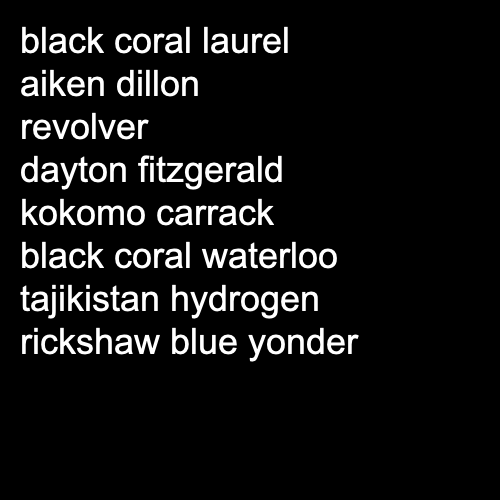 black coral laurel
aiken dillon
revolver
dayton fitzgerald
kokomo carrack
black coral waterloo
tajikistan hydrogen
rickshaw blue yonder